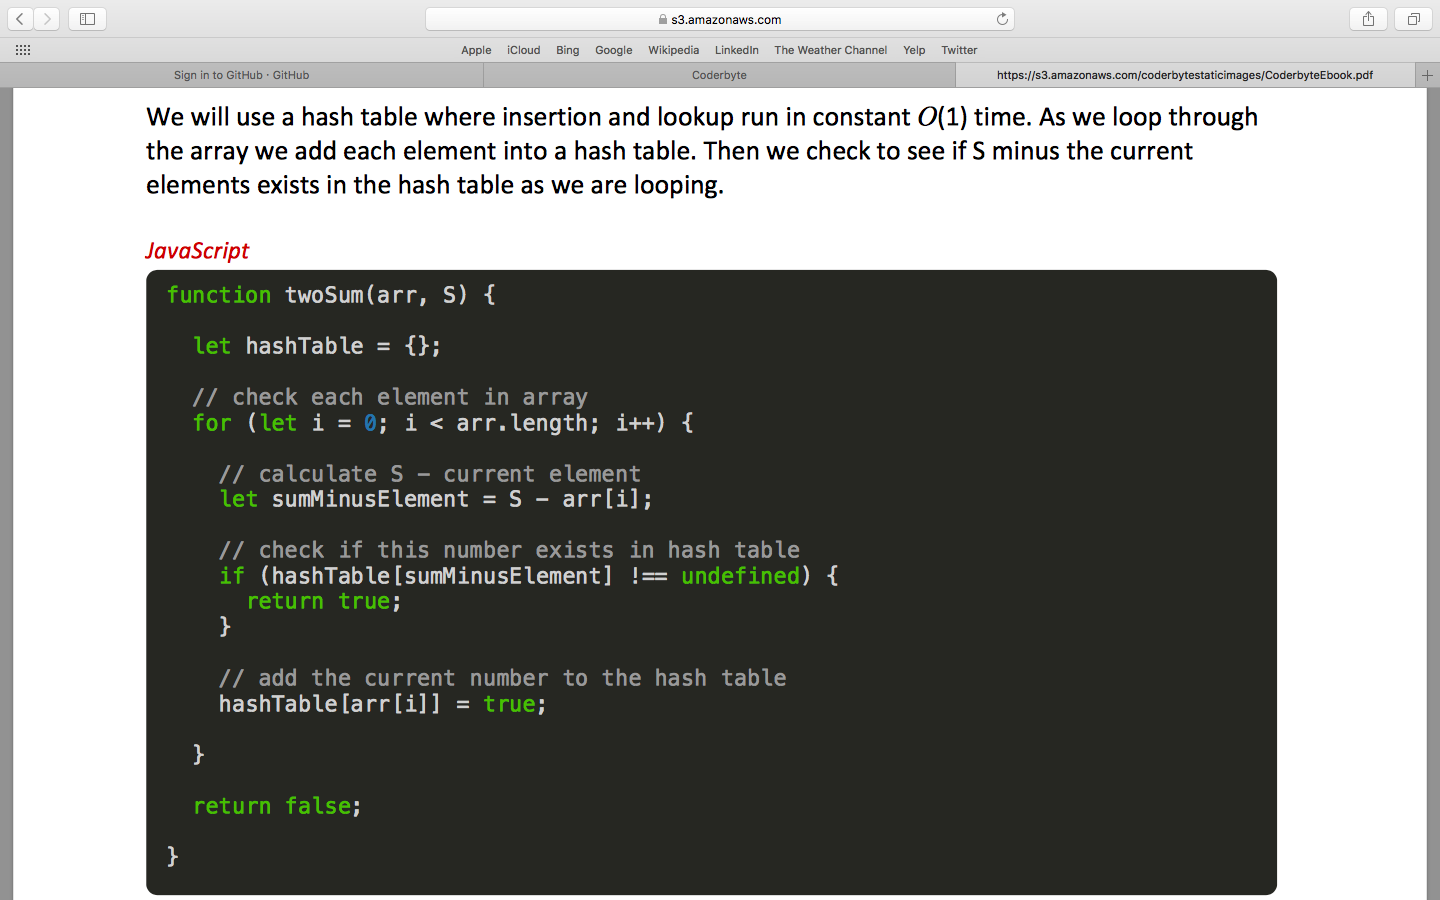 s3.amazonaws.com
Apple iCloud Bing Google Wikipedia LinkedIn The Weather Channel Yelp Twitter
Sign in to GitHub · GitHub Coderbyte https://s3.amazonaws.com/coderbytestaticimages/CoderbyteEbook.pdf +
We will use a hash table where insertion and lookup run in constant O(1) time. As we loop through
the array we add each element into a hash table. Then we check to see if S minus the current
elements exists in the hash table as we are looping.
JavaScript
function twoSum(arr, S) {
let hashTable = {};
// check each element in array
for (let i = 0; i < arr.length; i++) {
// calculate S – current element
let sumMinusElement = S – arr[i];
// check if this number exists in hash table
if (hashTable[sumMinusElement] !== undefined) {
return true;
}
// add the current number to the hash table
hashTable[arr[i]] = true;
}
return false;
}